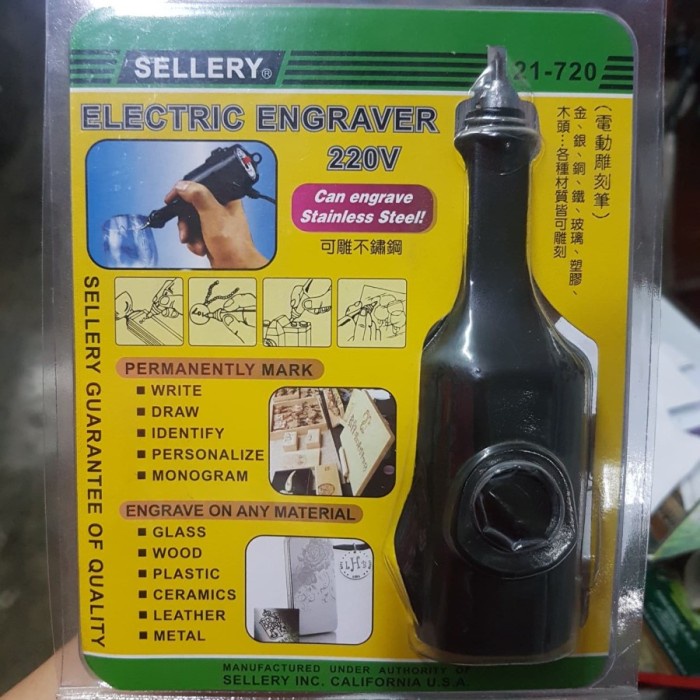 SELLERY®
21-720
ELECTRIC ENGRAVER
220V
Can engrave
Stainless Steel!
可雕不鏽鋼
（電動雕刻筆）
金、銀、銅、鐵、玻璃、塑膠、
木頭…各種材質皆可雕刻
SELLERY GUARANTEE OF QUALITY
PERMANENTLY MARK
■ WRITE
■ DRAW
■ IDENTIFY
■ PERSONALIZE
■ MONOGRAM
ENGRAVE ON ANY MATERIAL
■ GLASS
■ WOOD
■ PLASTIC
■ CERAMICS
■ LEATHER
■ METAL
MANUFACTURED UNDER AUTHORITY OF
SELLERY INC. CALIFORNIA U.S.A.